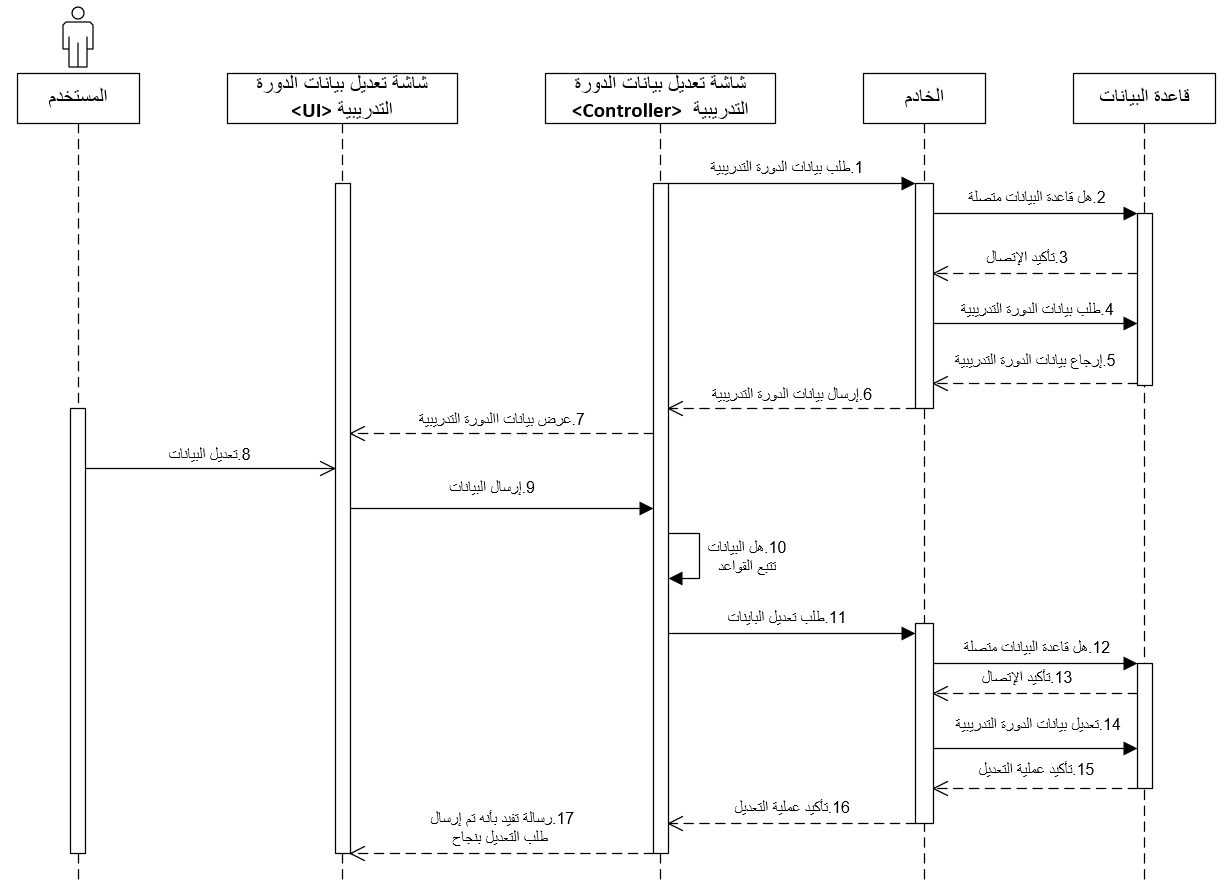 المستخدم
شاشة تعديل بيانات الدورة
التدريبية <UI>
شاشة تعديل بيانات الدورة
التدريبية <Controller>
الخادم
قاعدة البيانات
1.طلب بيانات الدورة التدريبية
2.هل قاعدة البيانات متصلة
3.تأكيد الإتصال
4.طلب بيانات الدورة التدريبية
5.إرجاع بيانات الدورة التدريبية
6.إرسال بيانات الدورة التدريبية
7.عرض بيانات االدورة التدريبية
8.تعديل البيانات
9.إرسال البيانات
10.هل البيانات
تتبع القواعد
11.طلب تعديل الباينات
12.هل قاعدة البيانات متصلة
13.تأكيد الإتصال
14.تعديل بيانات الدورة التدريبية
15.تأكيد عملية التعديل
16.تأكيد عملية التعديل
17.رسالة تفيد بأنه تم إرسال
طلب التعديل بنجاح